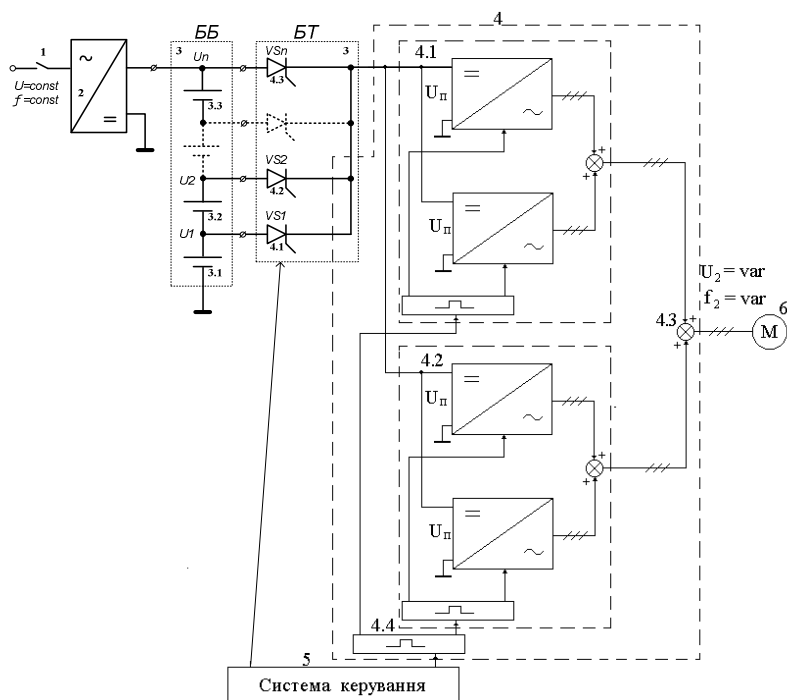 ББ
БТ
4
1
3
Un
VSn
3
4.1
U=const
f=const
~
2
=
3.3
4.3
=
Uп
~
+
+
U2
VS2
3.2
4.2
U1
VS1
3.1
4.1
=
Uп
~
U₂ = var
f₂ = var
6
4.3
+
+
M
4.2
=
Uп
~
+
+
=
Uп
~
4.4
5
Система керування